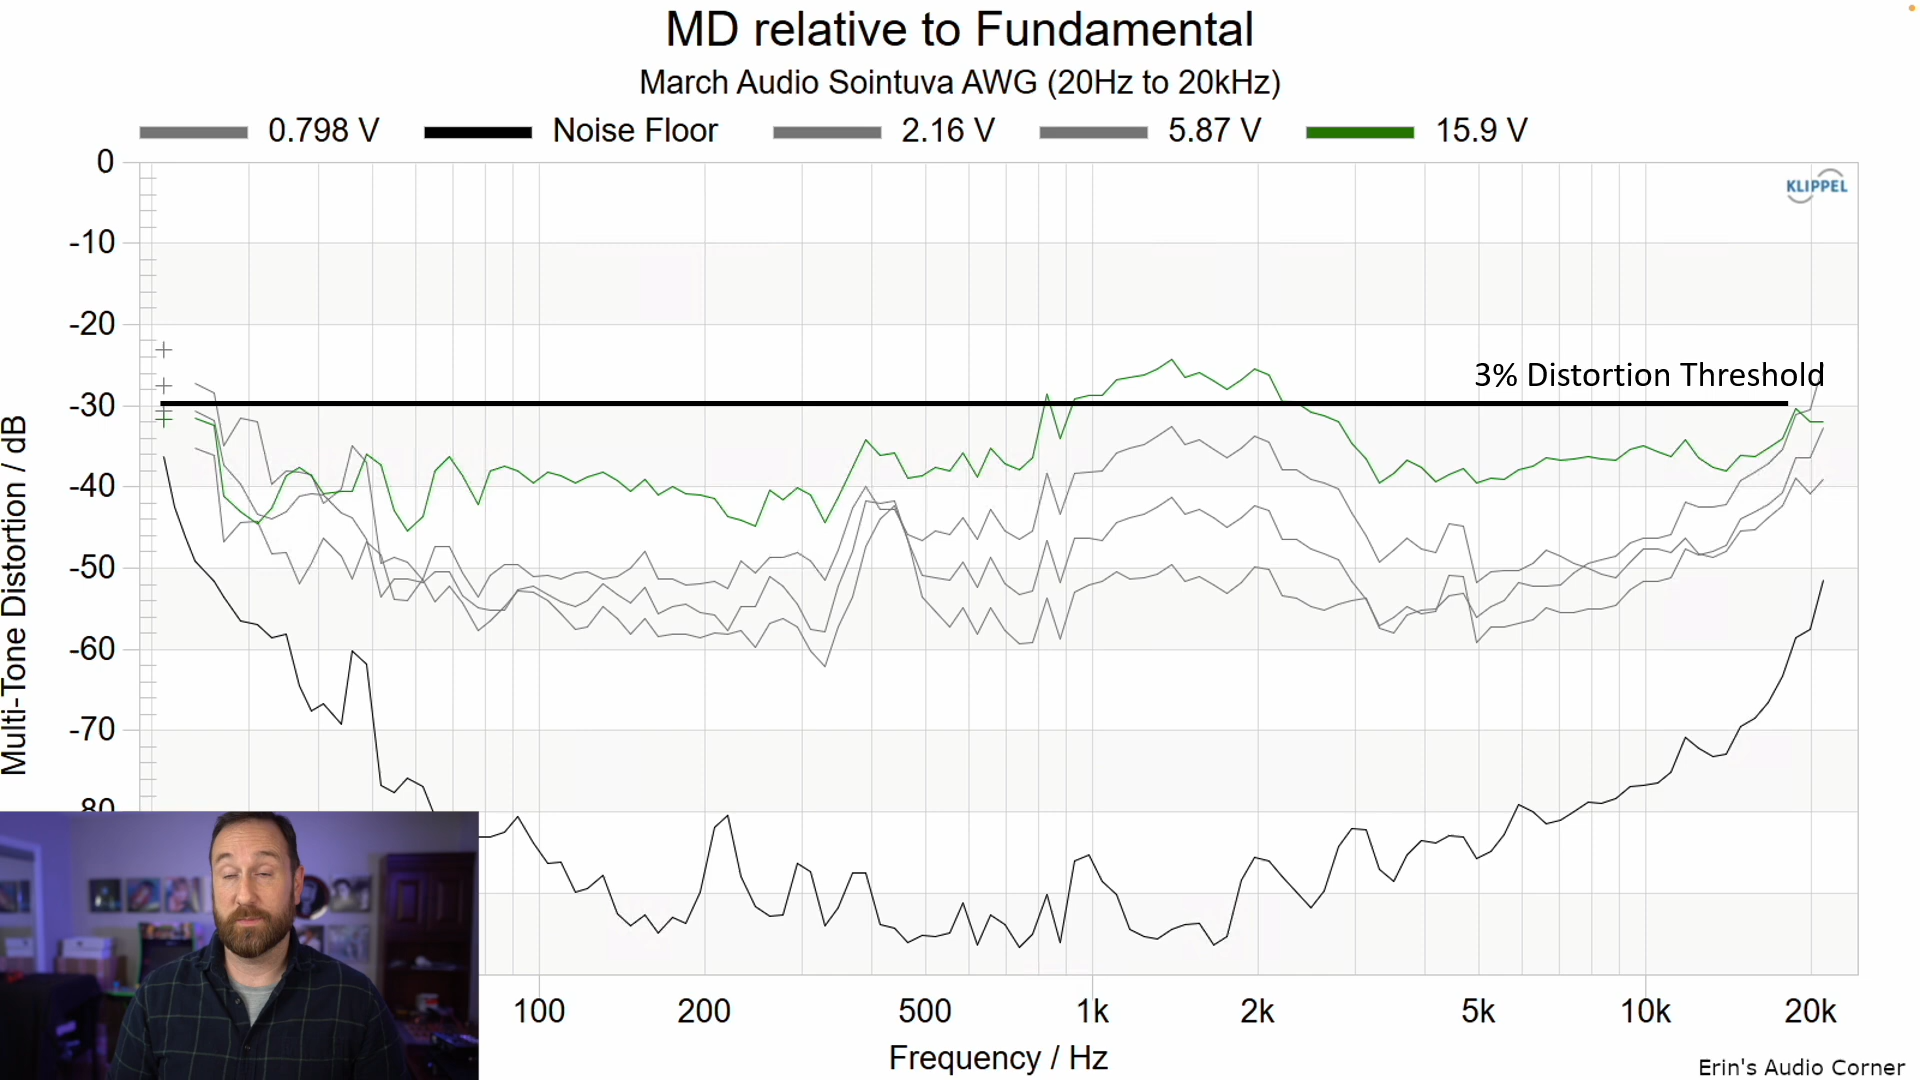 MD relative to Fundamental
March Audio Sointuva AWG (20Hz to 20kHz)
0.798 V Noise Floor 2.16 V 5.87 V 15.9 V
KLIPPEL
3% Distortion Threshold
Multi-Tone Distortion / dB
0
-10
-20
-30
-40
-50
-60
-70
80
100 200 500 1k 2k 5k 10k 20k
Frequency / Hz
Erin's Audio Corner